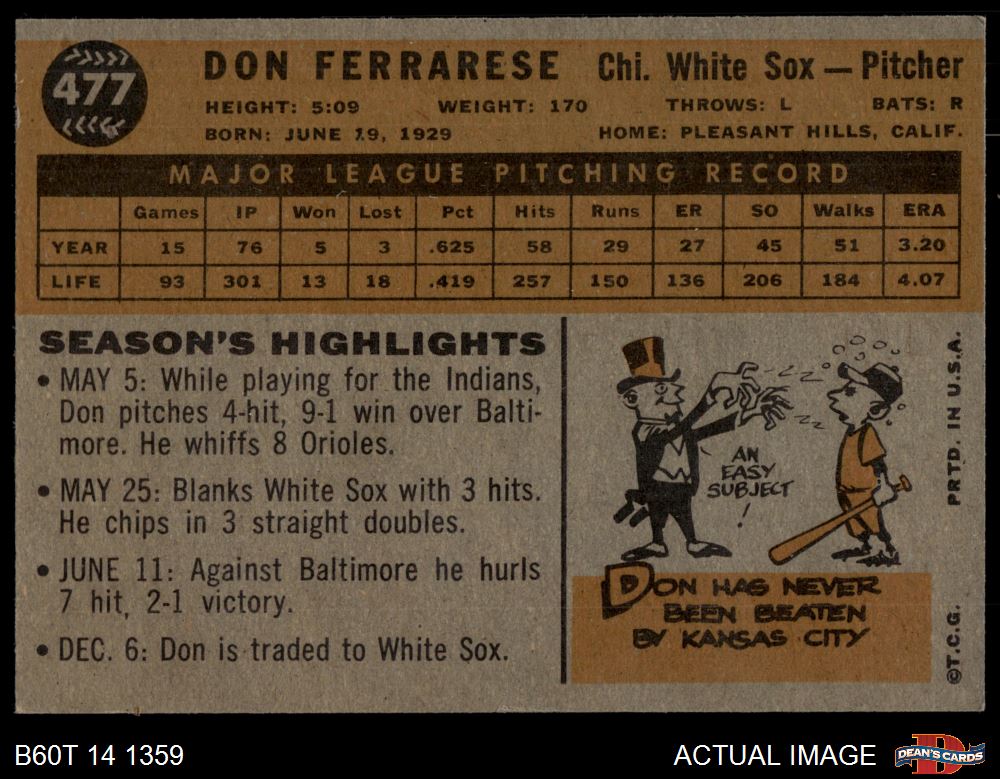 477
DON FERRARESE Chi. White Sox — Pitcher
HEIGHT: 5:09 WEIGHT: 170 THROWS: L BATS: R
BORN: JUNE 19, 1929 HOME: PLEASANT HILLS, CALIF.
MAJOR LEAGUE PITCHING RECORD
Games IP Won Lost Pct Hits Runs ER SO Walks ERA
YEAR 15 76 5 3 .625 58 29 27 45 51 3.20
LIFE 93 301 13 18 .419 257 150 136 206 184 4.07
SEASON'S HIGHLIGHTS
• MAY 5: While playing for the Indians,
Don pitches 4-hit, 9-1 win over Balti-
more. He whiffs 8 Orioles.
• MAY 25: Blanks White Sox with 3 hits.
He chips in 3 straight doubles.
• JUNE 11: Against Baltimore he hurls
7 hit, 2-1 victory.
• DEC. 6: Don is traded to White Sox.
AN
EASY
SUBJECT
!
DON HAS NEVER
BEEN BEATEN
BY KANSAS CITY
©T.C.G. PRTD. IN U.S.A.
B60T 14 1359 ACTUAL IMAGE DEAN'S CARDS